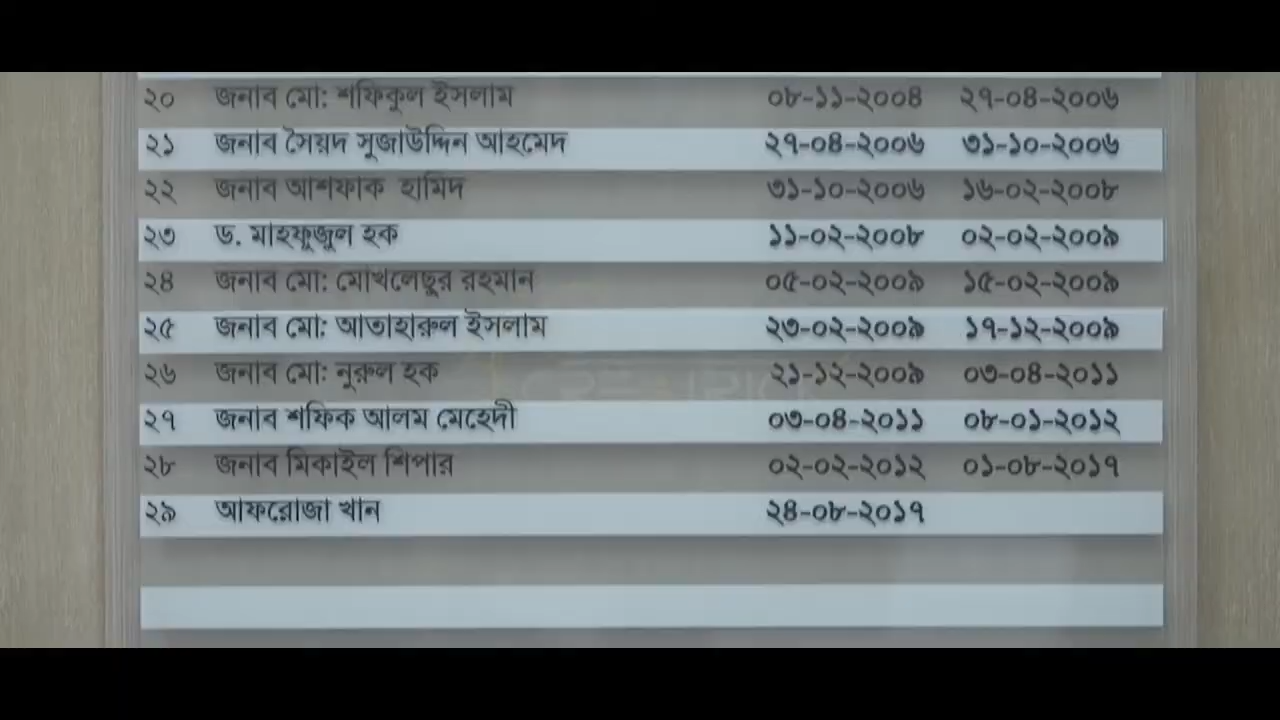 ২০ জনাব মো: শফিকুল ইসলাম ০৮-১১-২০০৪ ২৭-০৪-২০০৬
২১ জনাব সৈয়দ সুজাউদ্দিন আহমেদ ২৭-০৪-২০০৬ ৩১-১০-২০০৬
২২ জনাব আশফাক হামিদ ৩১-১০-২০০৬ ১৬-০২-২০০৮
২৩ ড. মাহফুজুল হক ১১-০২-২০০৮ ০২-০২-২০০৯
২৪ জনাব মো: মোখলেছুর রহমান ০৫-০২-২০০৯ ১৫-০২-২০০৯
২৫ জনাব মো: আতাহারুল ইসলাম ২৩-০২-২০০৯ ১৭-১২-২০০৯
২৬ জনাব মো: নুরুল হক ২১-১২-২০০৯ ০৩-০৪-২০১১
২৭ জনাব শফিক আলম মেহেদী ০৩-০৪-২০১১ ০৮-০১-২০১২
২৮ জনাব মিকাইল শিপার ০২-০২-২০১২ ০১-০৮-২০১৭
২৯ আফরোজা খান ২৪-০৮-২০১৭